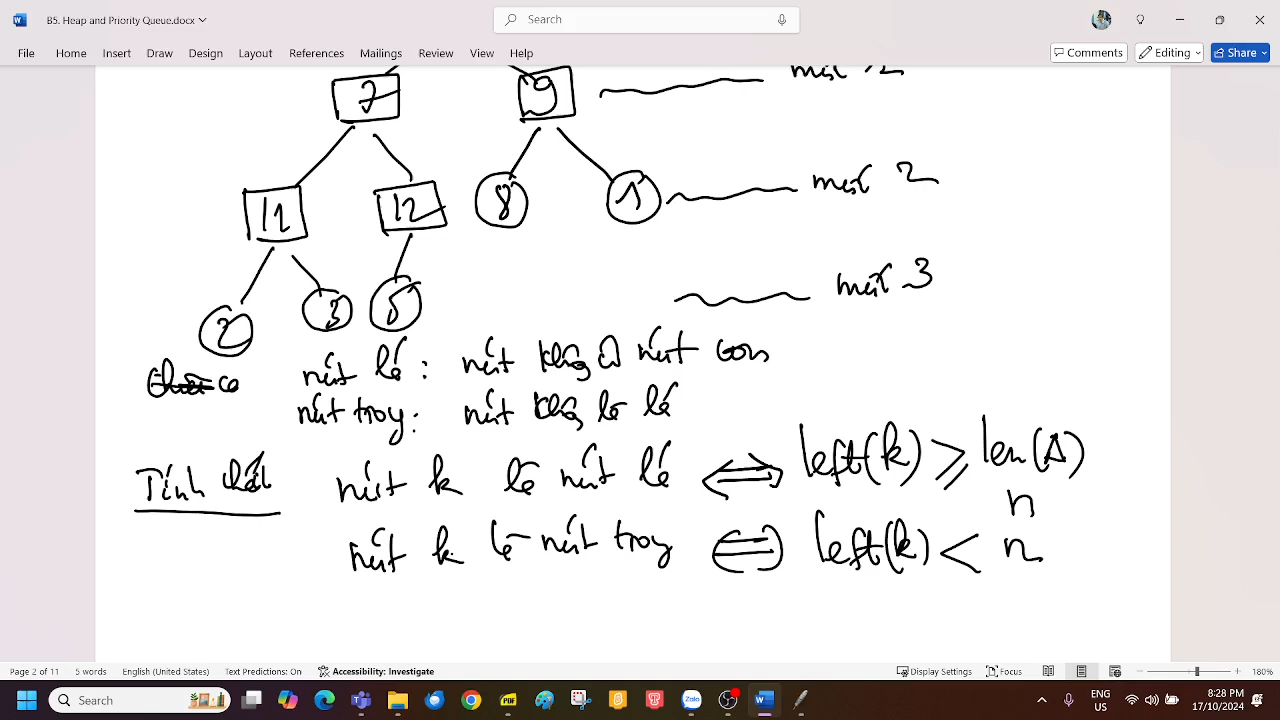 B5. Heap and Priority Queue.docx
Search
File Home Insert Draw Design Layout References Mailings Review View Help
Comments Editing Share
7 9
11 12 8 1 mức 2
2 3 5 mức 3
nút lá : nút không có nút con
nút trong : nút không là lá
Tính chất nút k là nút lá ⇔ left(k) ⩾ len(A)
n
nút k là nút trong ⇔ left(k) < n
Page 2 of 11 5 words English (United States) Text Predictions: On Accessibility: Investigate Display Settings Focus 180%
Search PDF Zalo W ENG US 8:28 PM 17/10/2024